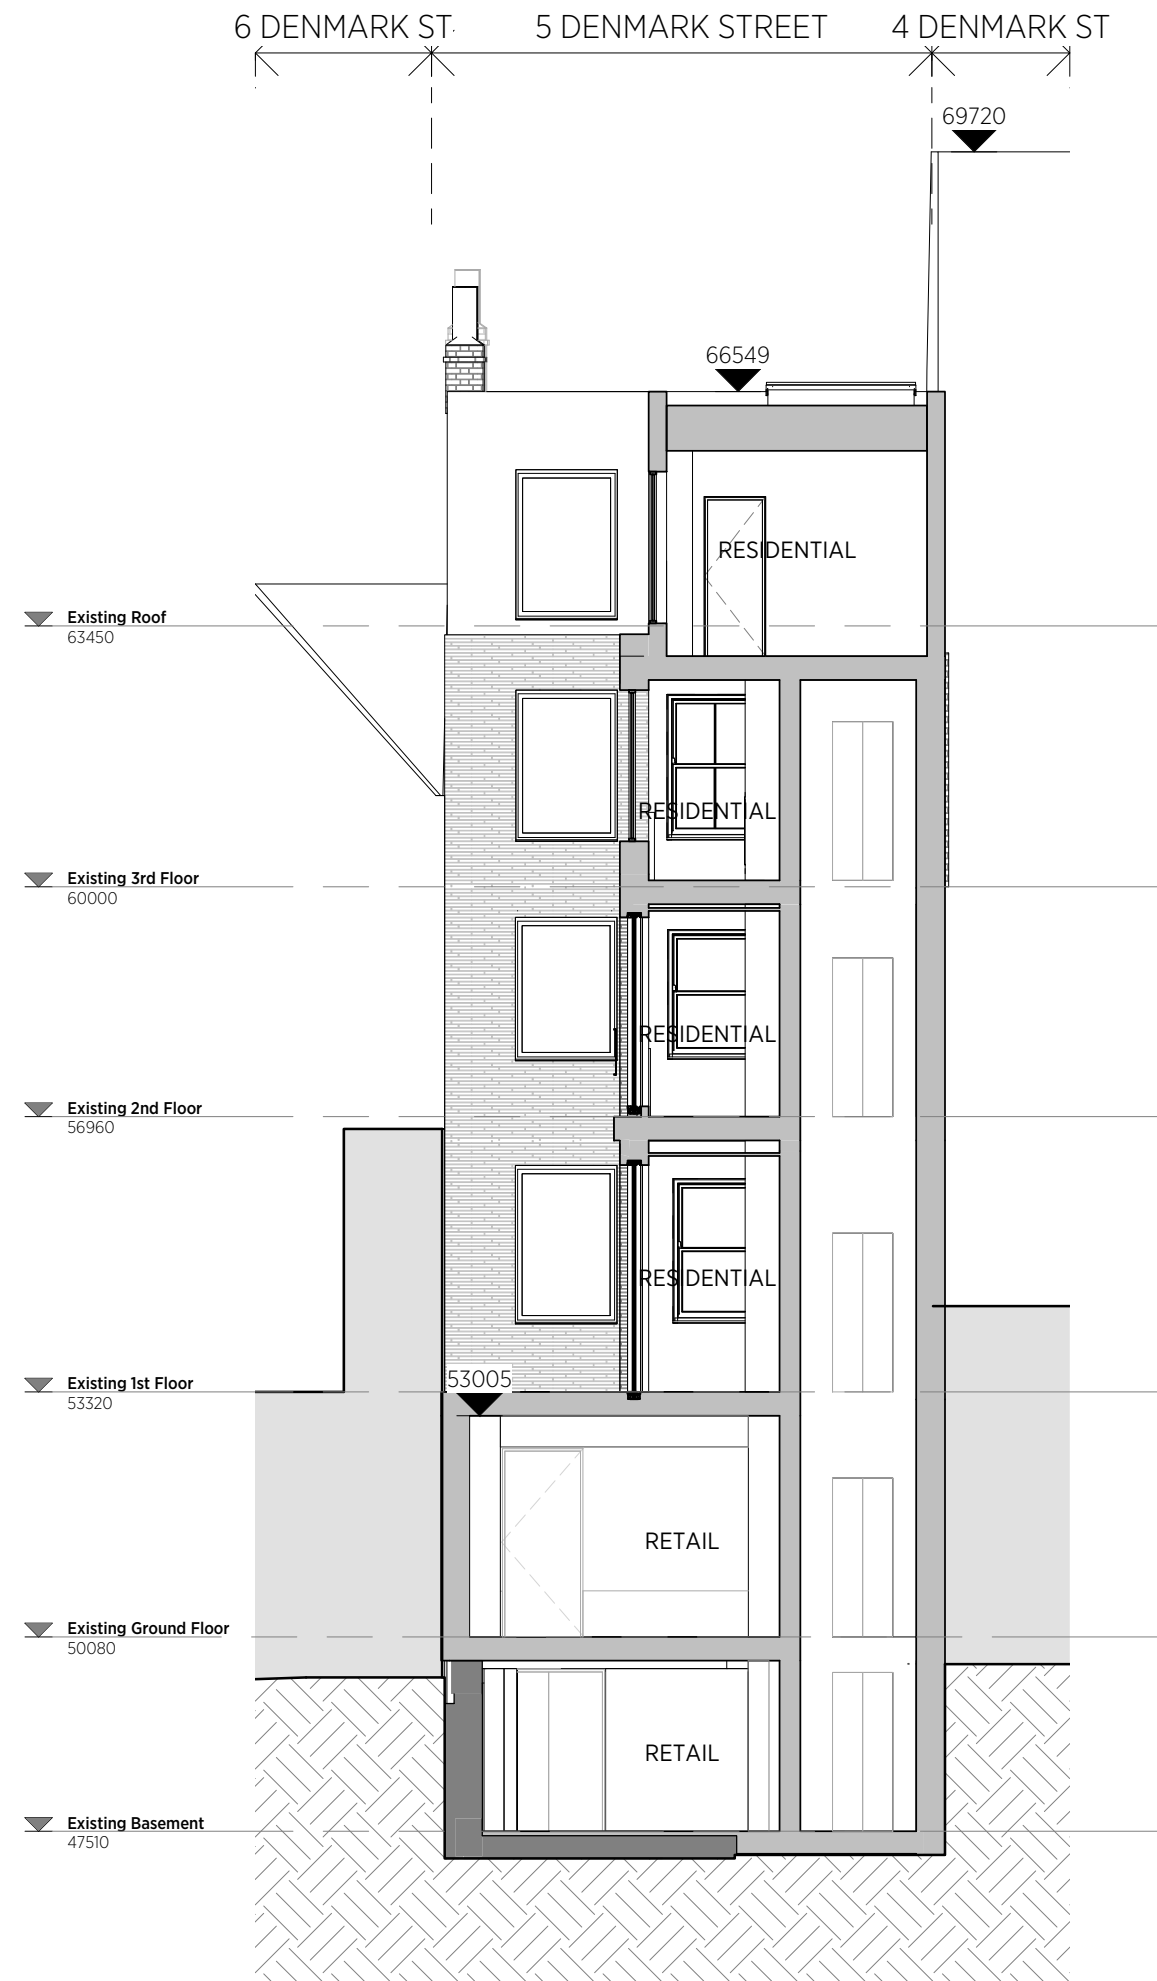 6 DENMARK ST.
5 DENMARK STREET
4 DENMARK ST
69720
66549
RESIDENTIAL
Existing Roof
63450
RESIDENTIAL
Existing 3rd Floor
60000
RESIDENTIAL
Existing 2nd Floor
56960
RESIDENTIAL
53005
Existing 1st Floor
53320
RETAIL
Existing Ground Floor
50080
RETAIL
Existing Basement
47510